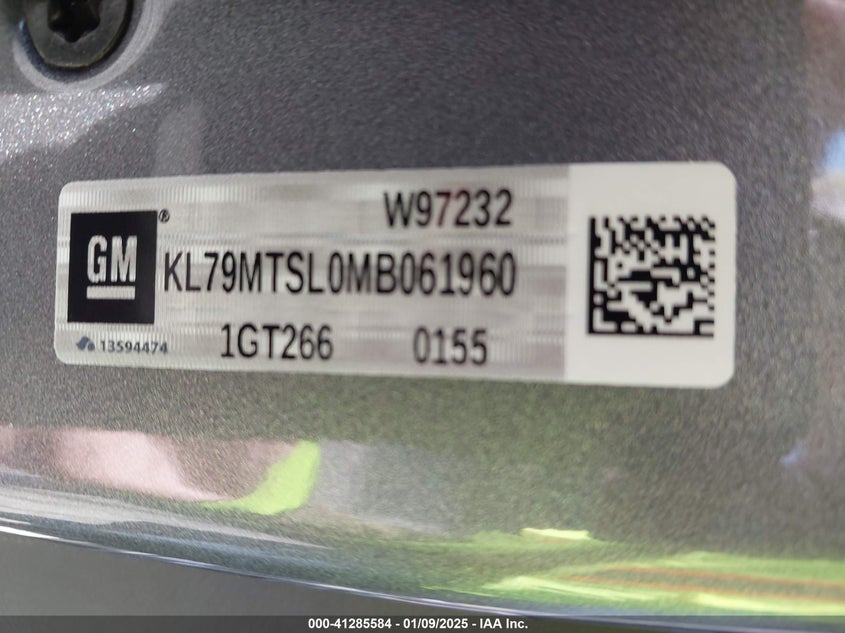 W97232
GM®
KL79MTSL0MB061960
13594474
1GT266 0155
000-41285584 - 01/09/2025 - IAA Inc.